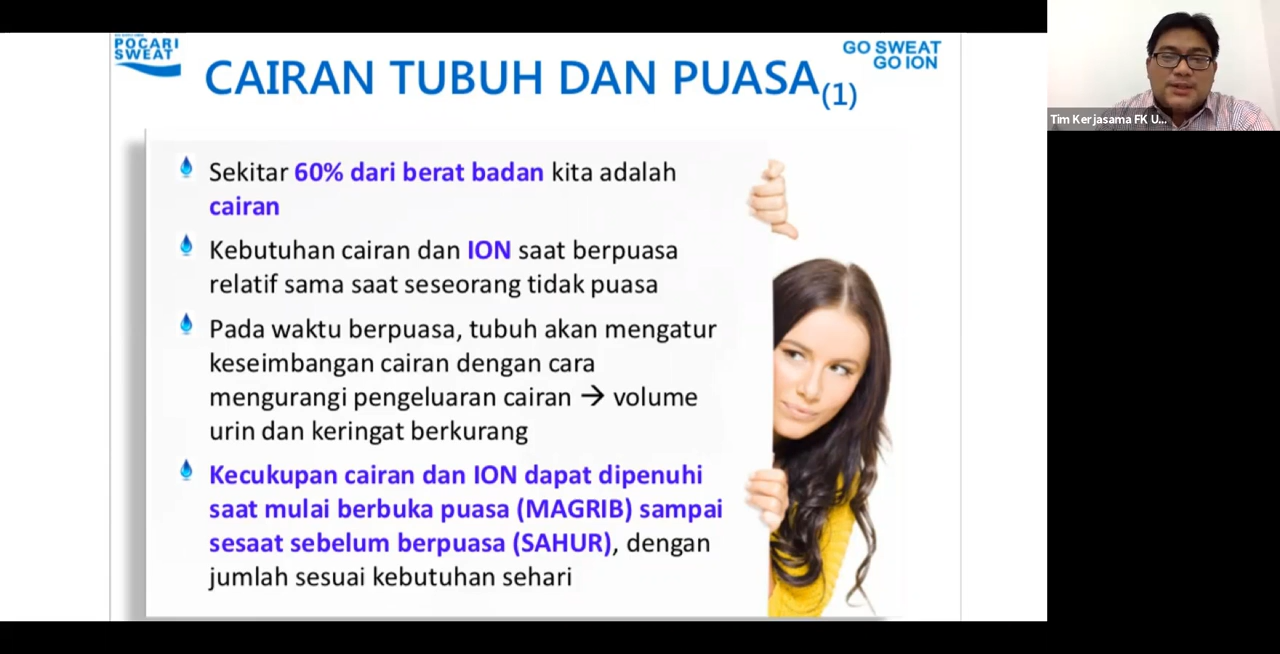 POCARI
SWEAT
GO SWEAT
GO ION
CAIRAN TUBUH DAN PUASA(1)
Sekitar 60% dari berat badan kita adalah
cairan
Kebutuhan cairan dan ION saat berpuasa
relatif sama saat seseorang tidak puasa
Pada waktu berpuasa, tubuh akan mengatur
keseimbangan cairan dengan cara
mengurangi pengeluaran cairan → volume
urin dan keringat berkurang
Kecukupan cairan dan ION dapat dipenuhi
saat mulai berbuka puasa (MAGRIB) sampai
sesaat sebelum berpuasa (SAHUR), dengan
jumlah sesuai kebutuhan sehari
Tim Kerjasama FK U...